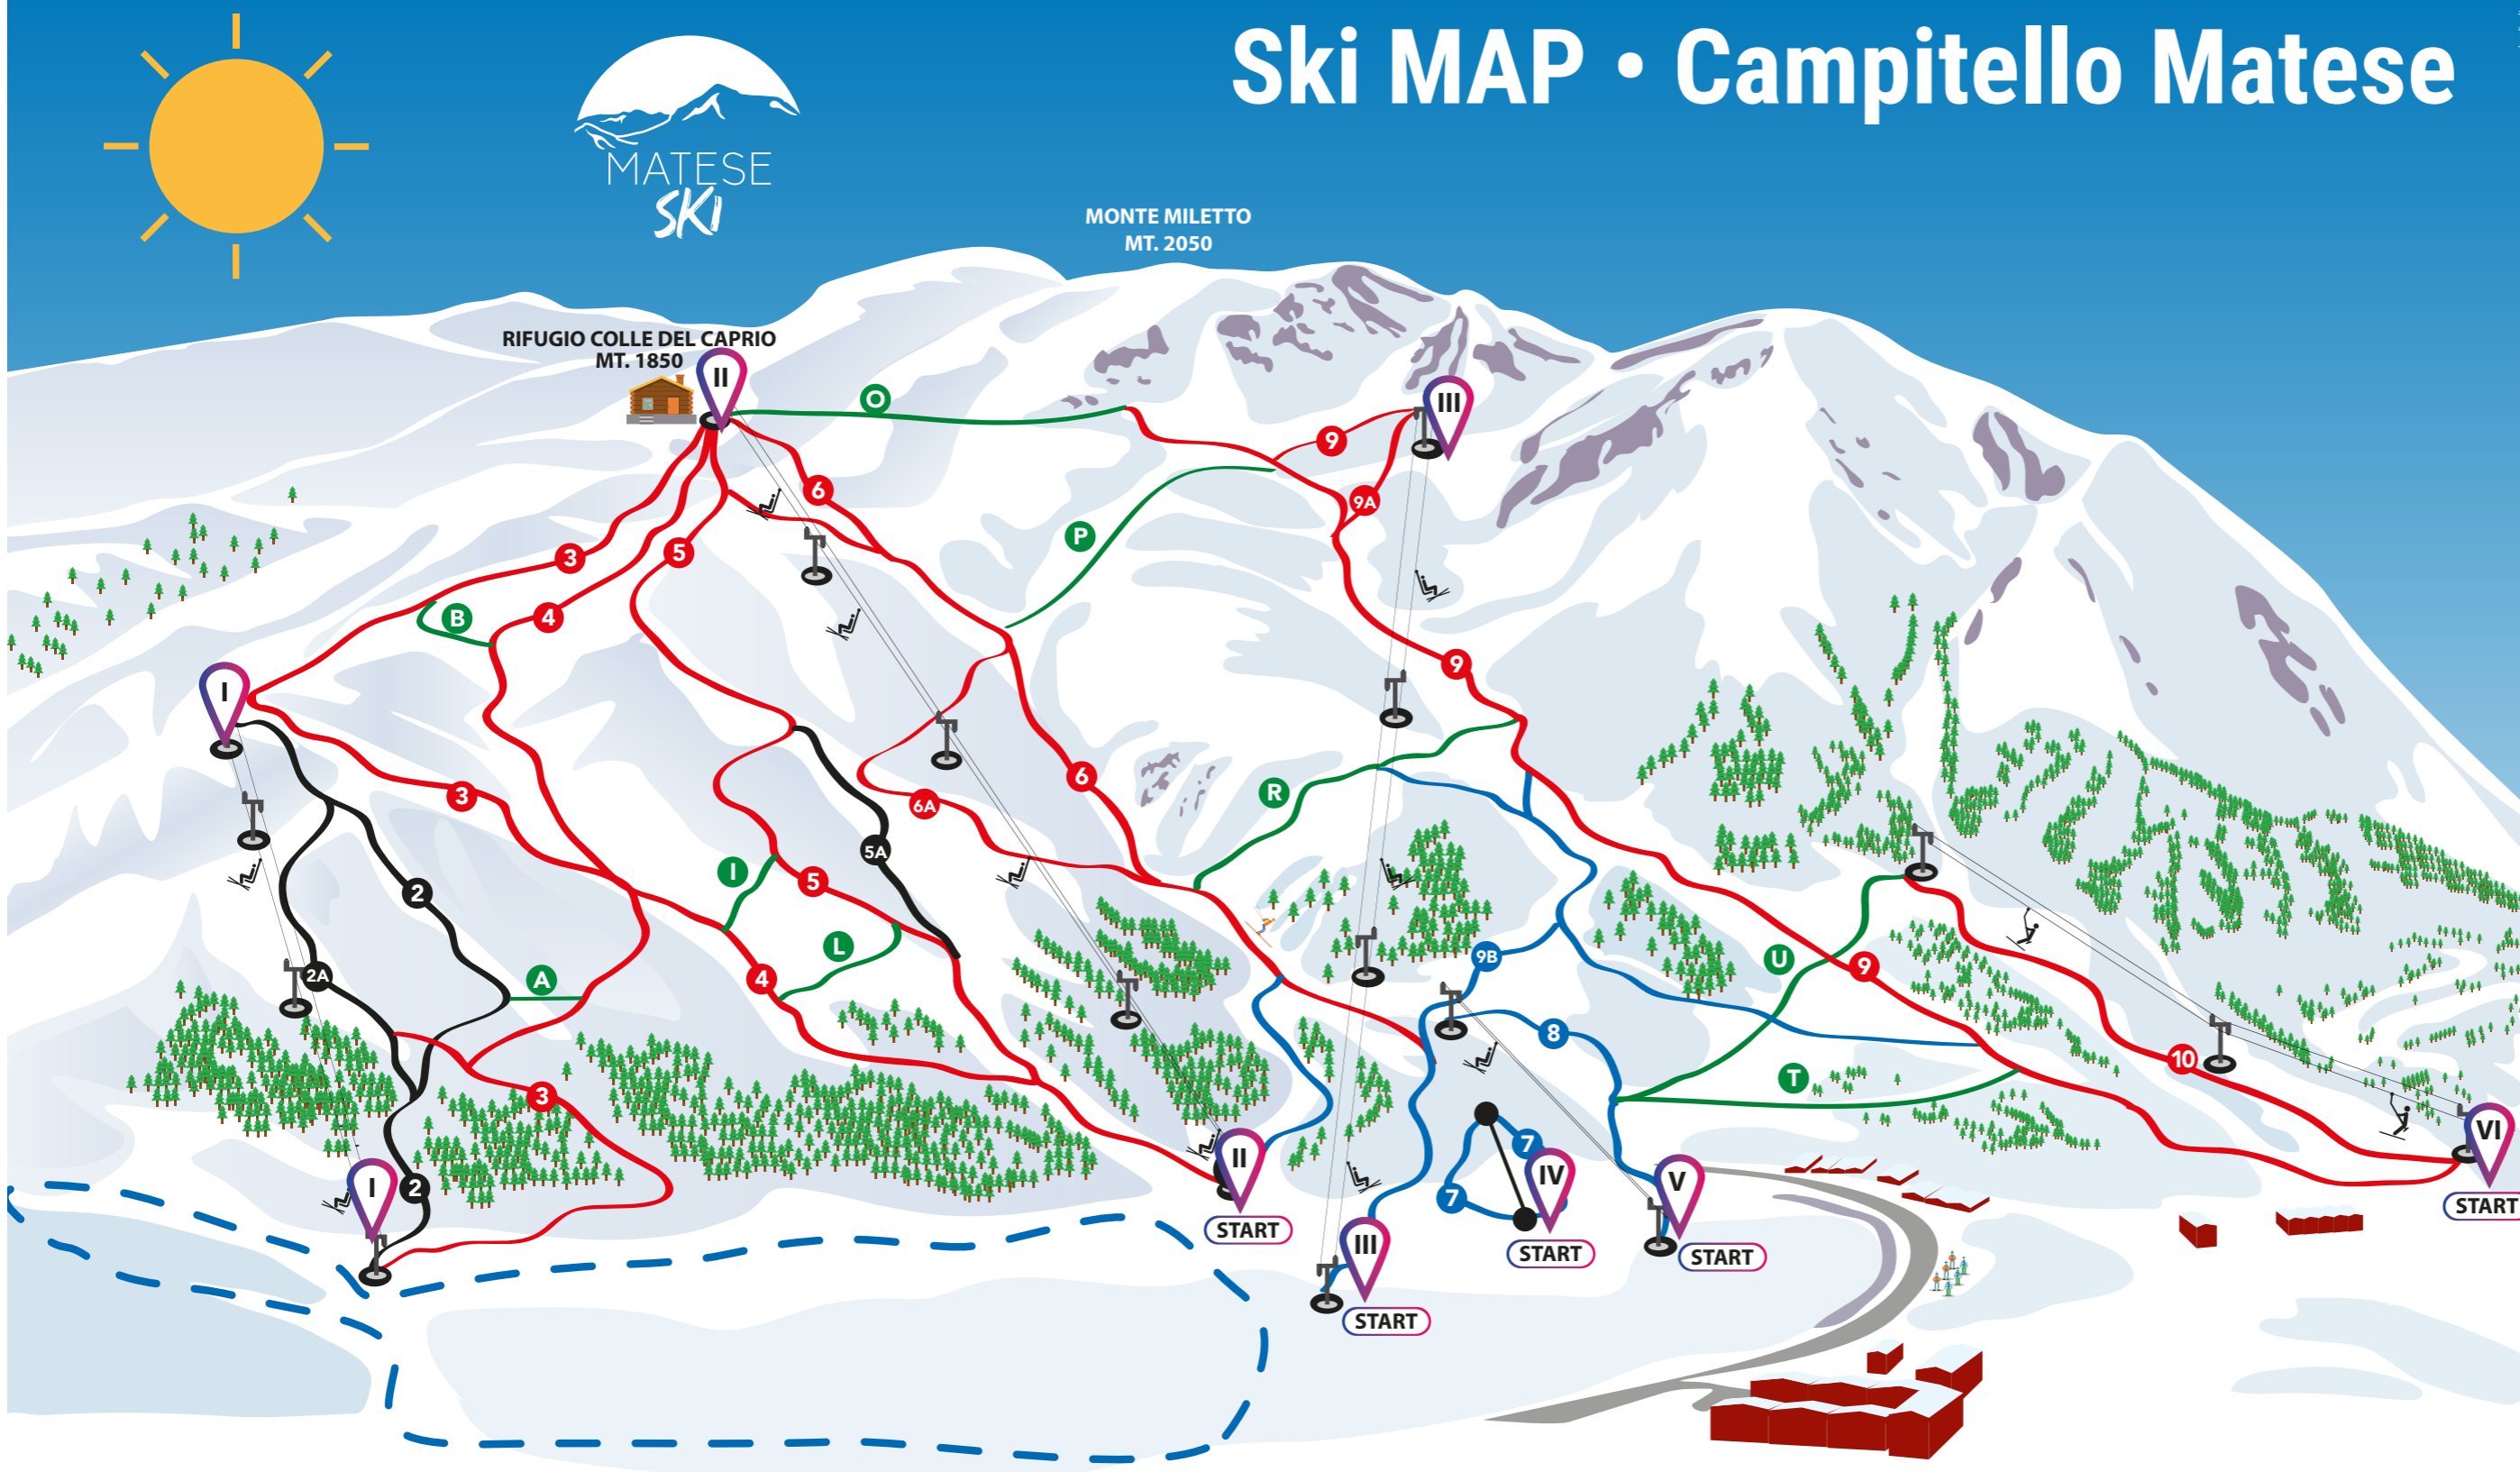 Ski MAP • Campitello Matese
MATESE
SKI
MONTE MILETTO
MT. 2050
RIFUGIO COLLE DEL CAPRIO
MT. 1850
II
O
III
9
9A
6
P
3
5
B
4
9
I
3
6
6A
R
2
5A
I
5
L
4
9B
U
9
2A
A
8
10
T
3
7
VI
II
IV
V
I
2
7
START
START
III
START
START
START